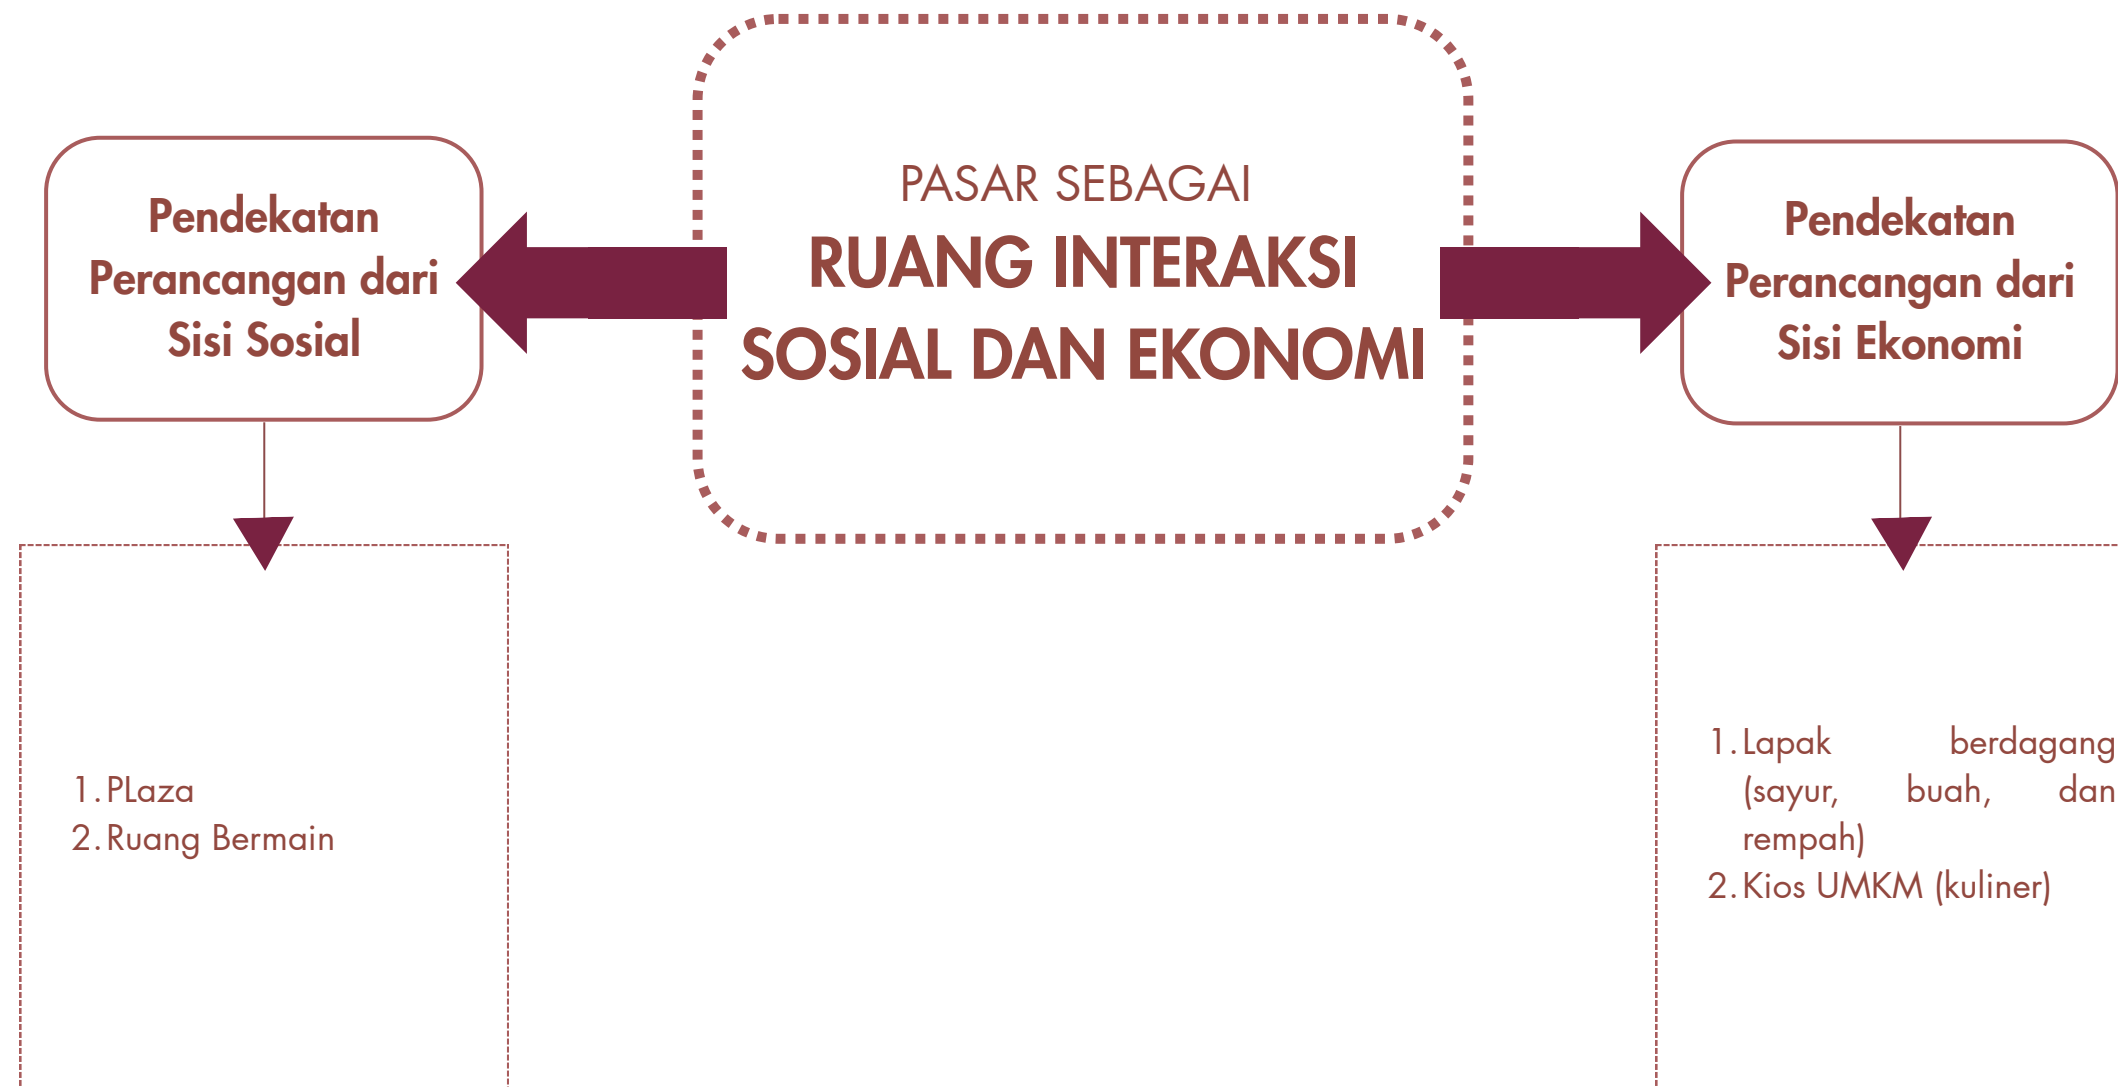 PASAR SEBAGAI
RUANG INTERAKSI
SOSIAL DAN EKONOMI
Pendekatan
Perancangan dari
Sisi Sosial
1. PLaza
2. Ruang Bermain
Pendekatan
Perancangan dari
Sisi Ekonomi
1. Lapak berdagang
(sayur, buah, dan
rempah)
2. Kios UMKM (kuliner)